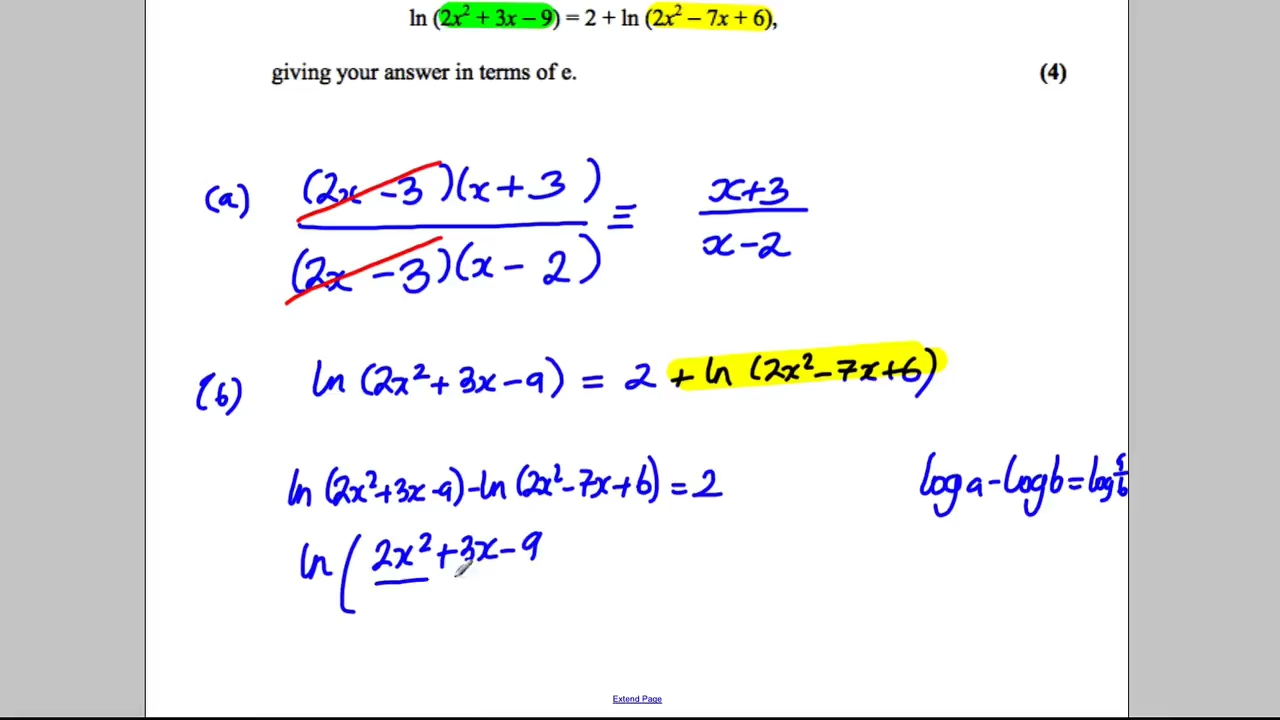 ln (2x² + 3x – 9) = 2 + ln (2x² – 7x + 6),
giving your answer in terms of e. (4)
(a) (2x - 3)(x + 3) / (2x - 3)(x - 2) ≡ x+3 / x-2
(b) ln (2x² + 3x - 9) = 2 + ln (2x² - 7x + 6)
ln (2x² + 3x - 9) - ln (2x² - 7x + 6) = 2 log a - log b = log a/b
ln ( 2x² + 3x - 9
Extend Page